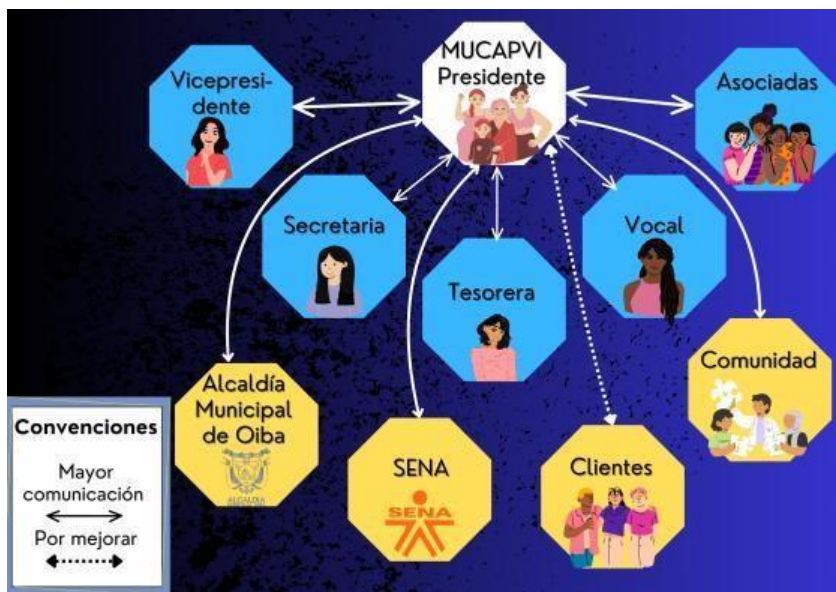 MUCAPVI
Presidente
Vicepresi-
dente
Asociadas
Secretaria
Vocal
Tesorera
Comunidad
Alcaldía
Municipal
de Oiba
ALCALDIA
SENA
SENA
Clientes
Convenciones
Mayor
comunicación
Por mejorar